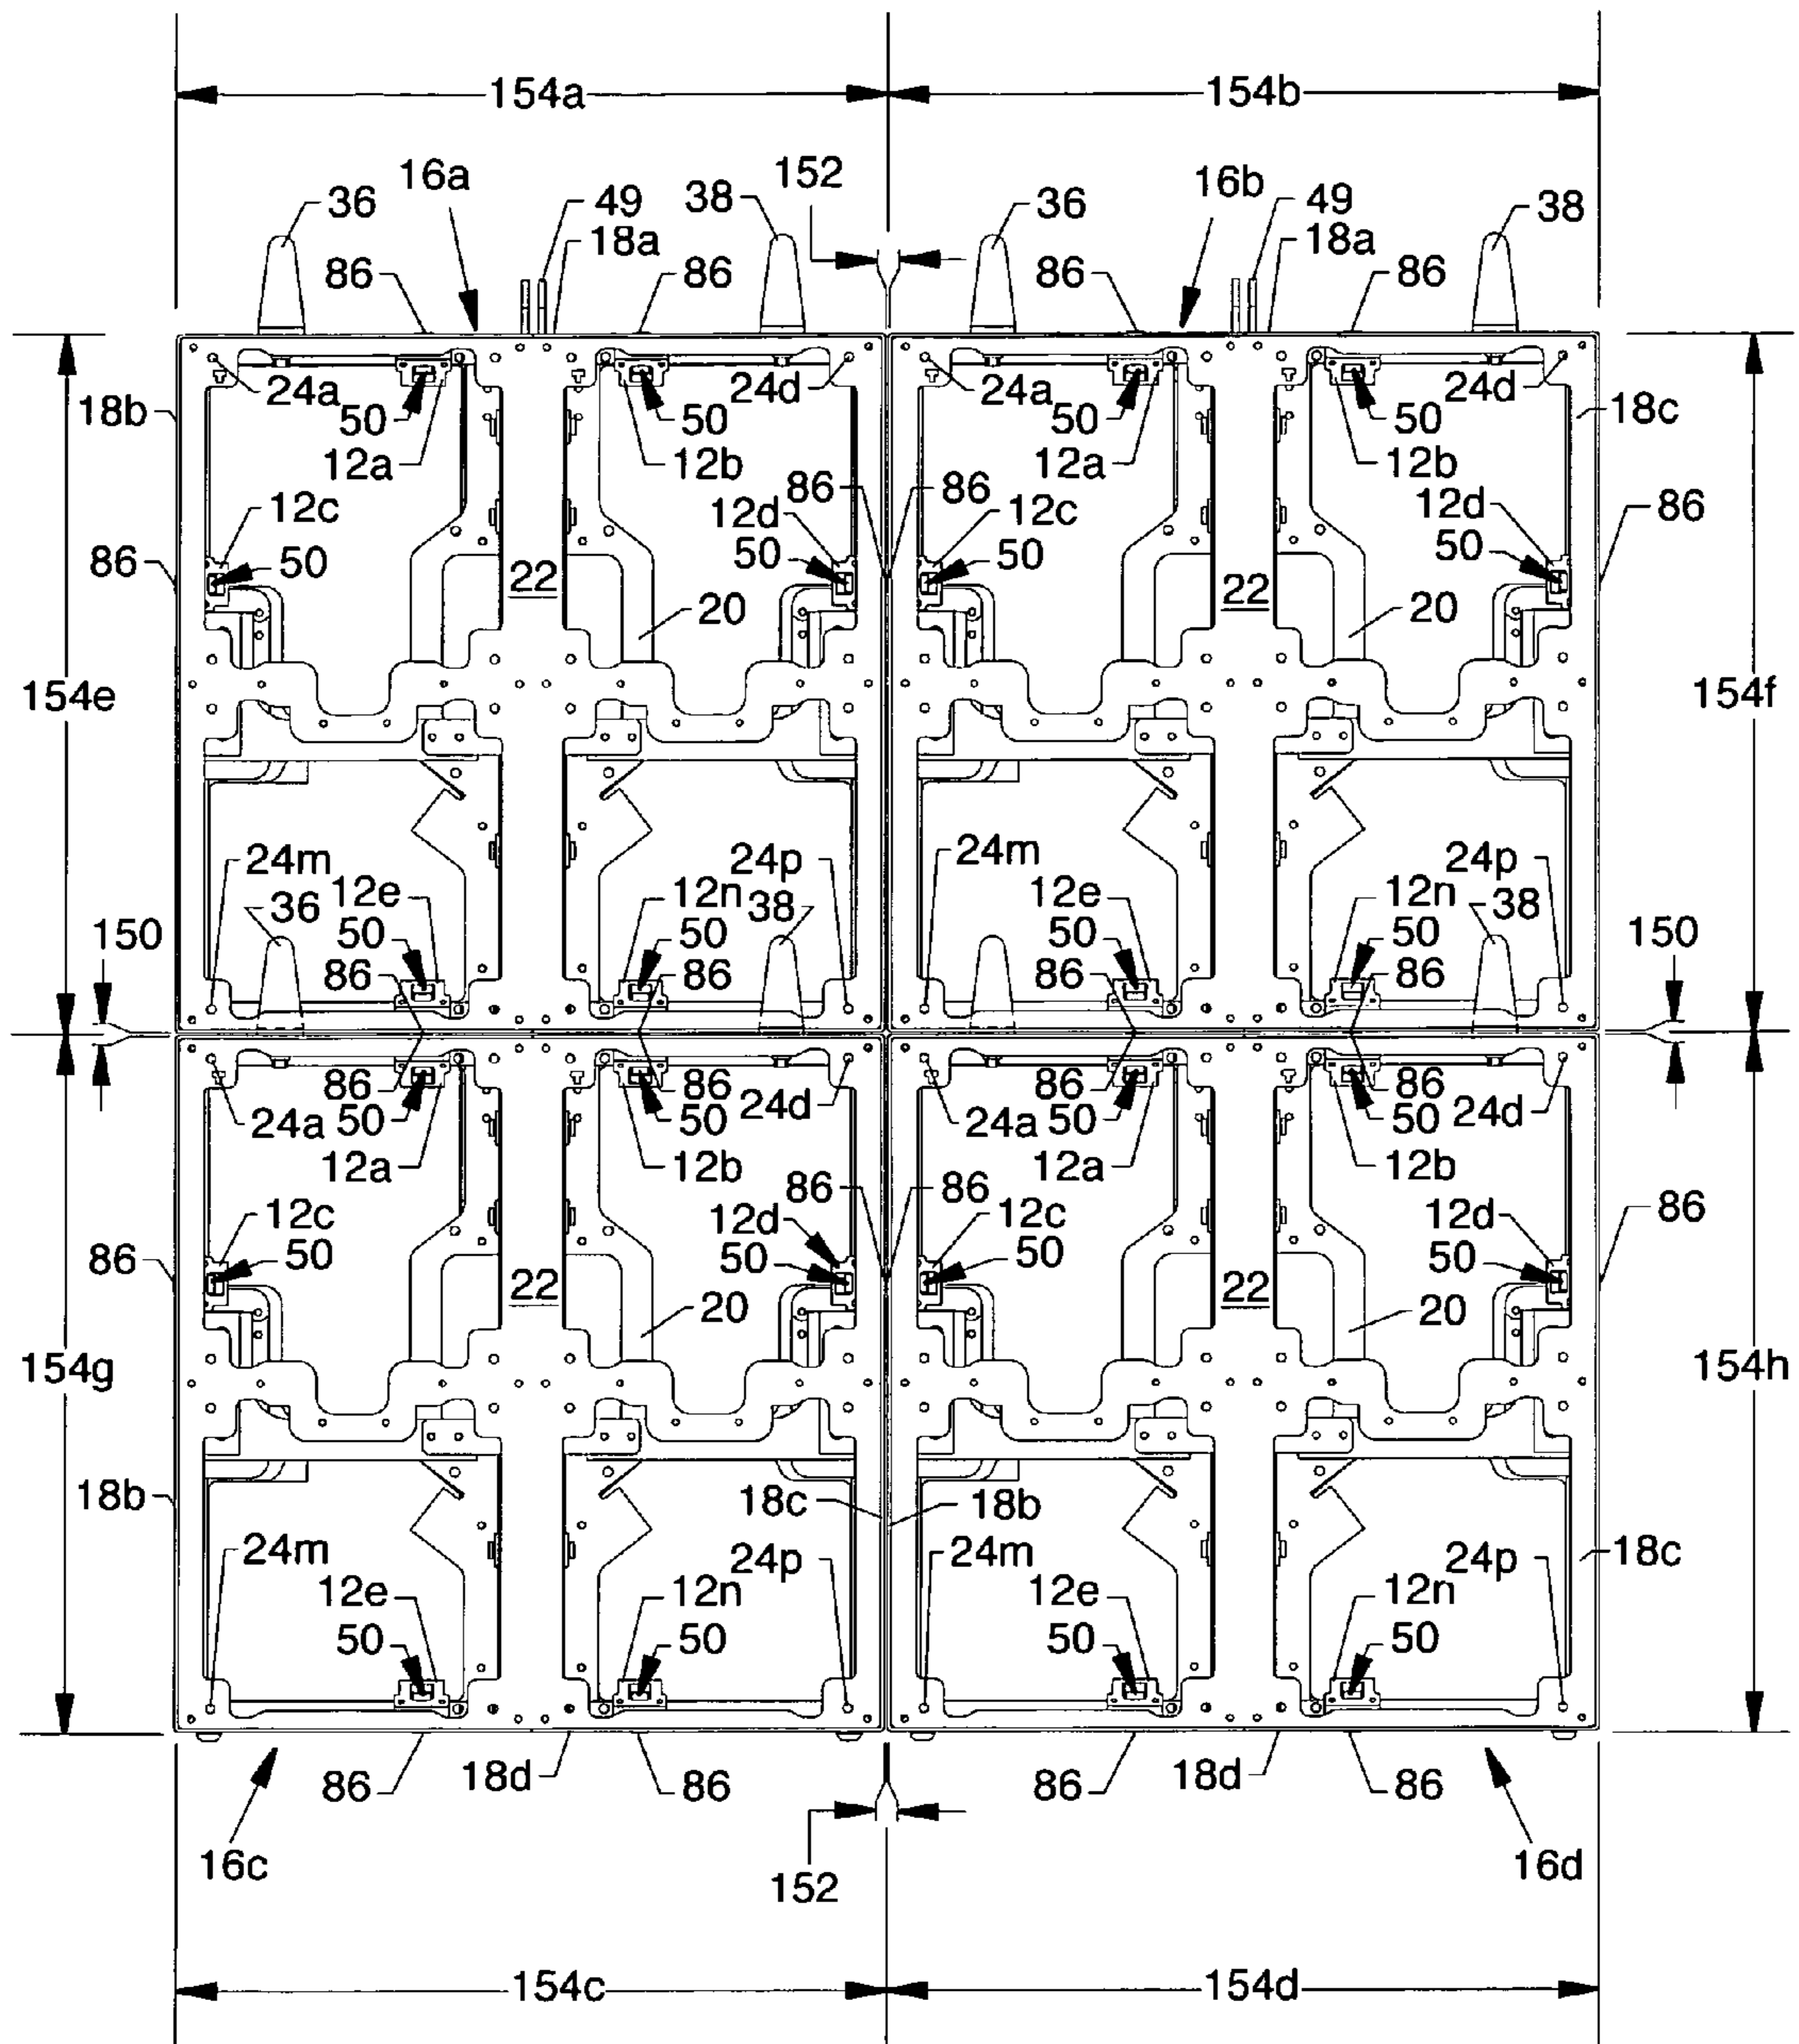 154a 154b
16a 152 16b
36 49 38 36 49 38
18a 18a
86 86 86 86
18b 24a 24d 24a 24d 18c
50 50 50 50
12a 12b 12a 12b
86 86
12c 12d 12c 12d 86
86 50 50 50 50
22 22
20 20
154e 154f
24m 24p 24m 24p
36 12e 12n 38 12e 12n 38
150 50 50 50 50 150
86 86 86 86
86 86 86 86
24a 50 50 24d 24a 50 50 24d
12a 12b 12a 12b
86 86
12c 12d 12c 12d 86
86 50 50 50 50
22 22
20 20
154g 154h
18b 18c 18b
24m 24p 24m 24p 18c
12e 12n 12e 12n
50 50 50 50
86 18d 86 86 18d 86
16c 152 16d
154c 154d